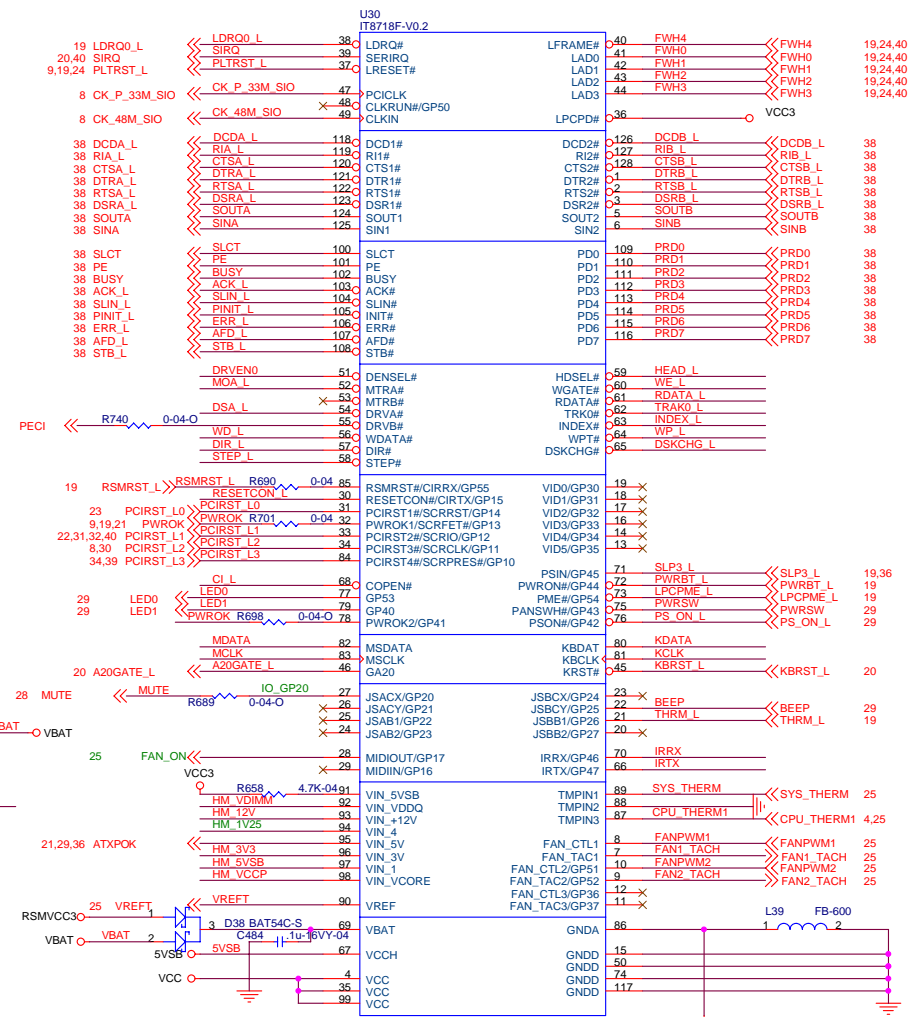 U30
IT8718F-V0.2
19 LDRQ0_L LDRQ0_L 38 LDRQ# LFRAME# 40 FWH4 FWH4 19,24,40
20,40 SIRQ SIRQ 39 SERIRQ LAD0 41 FWH0 FWH0 19,24,40
9,19,24 PLTRST_L PLTRST_L 37 LRESET# LAD1 42 FWH1 FWH1 19,24,40
LAD2 43 FWH2 FWH2 19,24,40
8 CK_P_33M_SIO CK_P_33M_SIO 47 PCICLK LAD3 44 FWH3 FWH3 19,24,40
48 CLKRUN#/GP50
8 CK_48M_SIO CK_48M_SIO 49 CLKIN LPCPD# 36 VCC3
38 DCDA_L DCDA_L 118 DCD1# DCD2# 126 DCDB_L DCDB_L 38
38 RIA_L RIA_L 119 RI1# RI2# 127 RIB_L RIB_L 38
38 CTSA_L CTSA_L 120 CTS1# CTS2# 128 CTSB_L CTSB_L 38
38 DTRA_L DTRA_L 121 DTR1# DTR2# 1 DTRB_L DTRB_L 38
38 RTSA_L RTSA_L 122 RTS1# RTS2# 2 RTSB_L RTSB_L 38
38 DSRA_L DSRA_L 123 DSR1# DSR2# 3 DSRB_L DSRB_L 38
38 SOUTA SOUTA 124 SOUT1 SOUT2 5 SOUTB SOUTB 38
38 SINA SINA 125 SIN1 SIN2 6 SINB SINB 38
38 SLCT SLCT 100 SLCT PD0 109 PRD0 PRD0 38
38 PE PE 101 PE PD1 110 PRD1 PRD1 38
38 BUSY BUSY 102 BUSY PD2 111 PRD2 PRD2 38
38 ACK_L ACK_L 103 ACK# PD3 112 PRD3 PRD3 38
38 SLIN_L SLIN_L 104 SLIN# PD4 113 PRD4 PRD4 38
38 PINIT_L PINIT_L 105 INIT# PD5 114 PRD5 PRD5 38
38 ERR_L ERR_L 106 ERR# PD6 115 PRD6 PRD6 38
38 AFD_L AFD_L 107 AFD# PD7 116 PRD7 PRD7 38
38 STB_L STB_L 108 STB#
DRVEN0 51 DENSEL# HDSEL# 59 HEAD_L
MOA_L 52 MTRA# WGATE# 60 WE_L
53 MTRB# RDATA# 61 RDATA_L
DSA_L 54 DRVA# TRK0# 62 TRAK0_L
PECI R740 0-04-O 55 DRVB# INDEX# 63 INDEX_L
WD_L 56 WDATA# WPT# 64 WP_L
DIR_L 57 DIR# DSKCHG# 65 DSKCHG_L
STEP_L 58 STEP#
19 RSMRST_L R690 0-04 85 RSMRST#/CIRRX/GP55 VID0/GP30 19
RESETCON_L 30 RESETCON#/CIRTX/GP15 VID1/GP31 18
23 PCIRST_L0 PCIRST_L0 31 PCIRST1#/SCRRST/GP14 VID2/GP32 17
9,19,21 PWROK PWROK R701 0-04 32 PWROK1/SCRFET#/GP13 VID3/GP33 16
22,31,32,40 PCIRST_L1 PCIRST_L1 33 PCIRST2#/SCRIO/GP12 VID4/GP34 14
8,30 PCIRST_L2 PCIRST_L2 34 PCIRST3#/SCRCLK/GP11 VID5/GP35 13
34,39 PCIRST_L3 PCIRST_L3 84 PCIRST4#/SCRPRES#/GP10
PSIN/GP45 71 SLP3_L SLP3_L 19,36
CI_L 68 COPEN# PWRON#/GP44 72 PWRBT_L PWRBT_L 19
29 LED0 LED0 77 GP53 PME#/GP54 73 LPCPME_L LPCPME_L 19
29 LED1 LED1 79 GP40 PANSWH#/GP43 75 PWRSW PWRSW 29
PWROK R698 0-04-O 78 PWROK2/GP41 PSON#/GP42 76 PS_ON_L PS_ON_L 29
MDATA 82 MSDATA KBDAT 80 KDATA
MCLK 83 MSCLK KBCLK 81 KCLK
20 A20GATE_L A20GATE_L 46 GA20 KRST# 45 KBRST_L KBRST_L 20
28 MUTE MUTE R689 0-04-O IO_GP20 27 JSACX/GP20 JSBCX/GP24 23
26 JSACY/GP21 JSBCY/GP25 22 BEEP BEEP 29
25 JSAB1/GP22 JSBB1/GP26 21 THRM_L THRM_L 19
BAT VBAT 24 JSAB2/GP23 JSBB2/GP27 20
25 FAN_ON 28 MIDIOUT/GP17 IRRX/GP46 70 IRRX
29 MIDIIN/GP16 IRTX/GP47 66 IRTX
VCC3
R658 4.7K-04 91 VIN_5VSB TMPIN1 89 SYS_THERM SYS_THERM 25
HM_VDIMM 92 VIN_VDDQ TMPIN2 88
HM_12V 93 VIN_+12V TMPIN3 87 CPU_THERM1 CPU_THERM1 4,25
HM_1V25 94 VIN_4
21,29,36 ATXPOK 95 VIN_5V FAN_CTL1 8 FANPWM1 FANPWM1 25
HM_3V3 96 VIN_3V FAN_TAC1 7 FAN1_TACH FAN1_TACH 25
HM_5VSB 97 VIN_1 FAN_CTL2/GP51 10 FANPWM2 FANPWM2 25
HM_VCCP 98 VIN_VCORE FAN_TAC2/GP52 9 FAN2_TACH FAN2_TACH 25
FAN_CTL3/GP36 12
25 VREFT VREFT 90 VREF FAN_TAC3/GP37 11
RSMVCC3 1 3 D38 BAT54C-S 69 VBAT GNDA 86 L39 FB-600 1 2
VBAT VBAT 2 C484 .1u-16VY-04
5VSB 5VSB 67 VCCH GNDD 15
GNDD 50
VCC 4 VCC GNDD 74
35 VCC GNDD 117
99 VCC